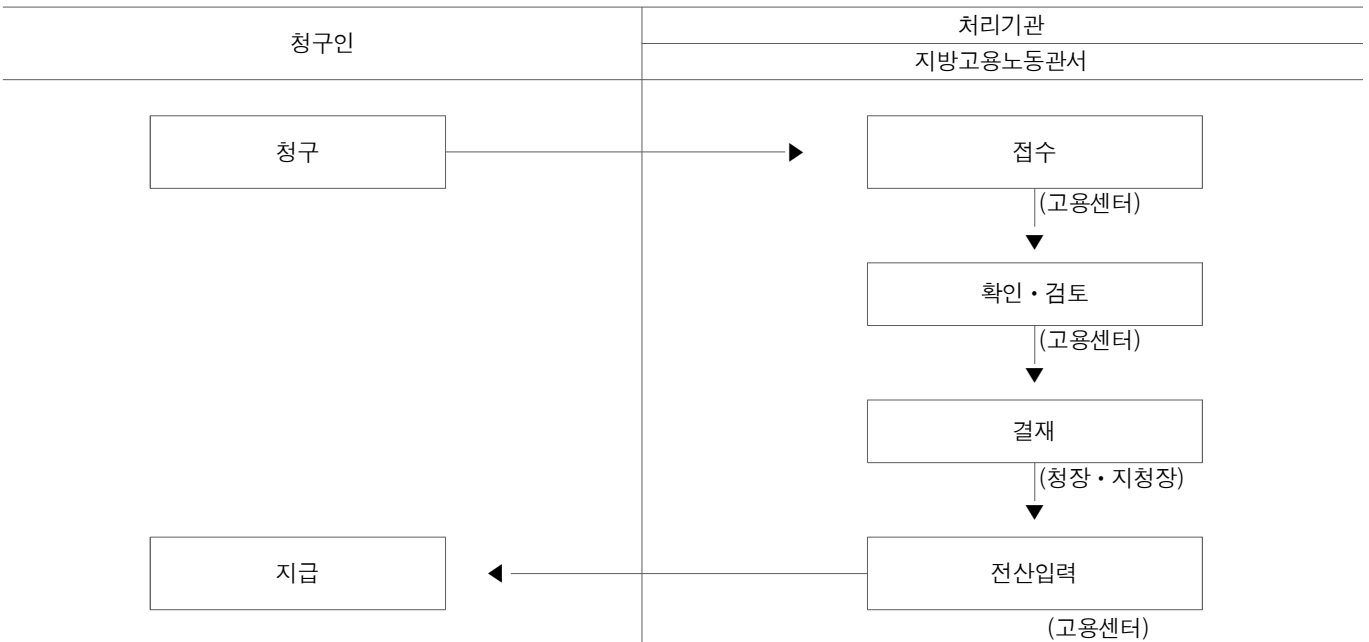 청구인
처리기관
지방고용노동관서
청구
접수
(고용센터)
확인・검토
(고용센터)
결재
(청장・지청장)
지급
전산입력
(고용센터)